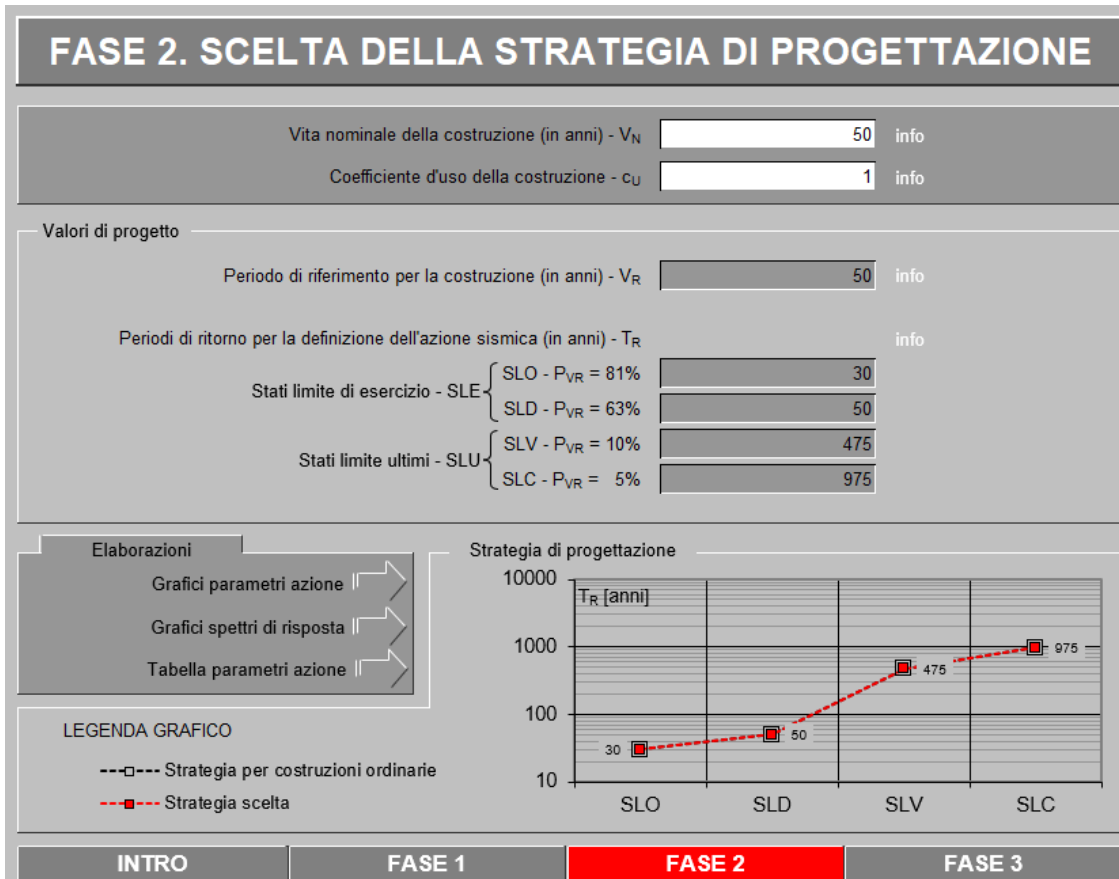 FASE 2. SCELTA DELLA STRATEGIA DI PROGETTAZIONE
Vita nominale della costruzione (in anni) - VN 50 info
Coefficiente d'uso della costruzione - cU 1 info
Valori di progetto
Periodo di riferimento per la costruzione (in anni) - VR 50 info
Periodi di ritorno per la definizione dell'azione sismica (in anni) - TR info
Stati limite di esercizio - SLE
SLO - PVR = 81% 30
SLD - PVR = 63% 50
Stati limite ultimi - SLU
SLV - PVR = 10% 475
SLC - PVR = 5% 975
Elaborazioni
Grafici parametri azione
Grafici spettri di risposta
Tabella parametri azione
Strategia di progettazione
TR [anni]
10000
1000
100
10
30
50
475
975
SLO SLD SLV SLC
LEGENDA GRAFICO
Strategia per costruzioni ordinarie
Strategia scelta
INTRO FASE 1 FASE 2 FASE 3